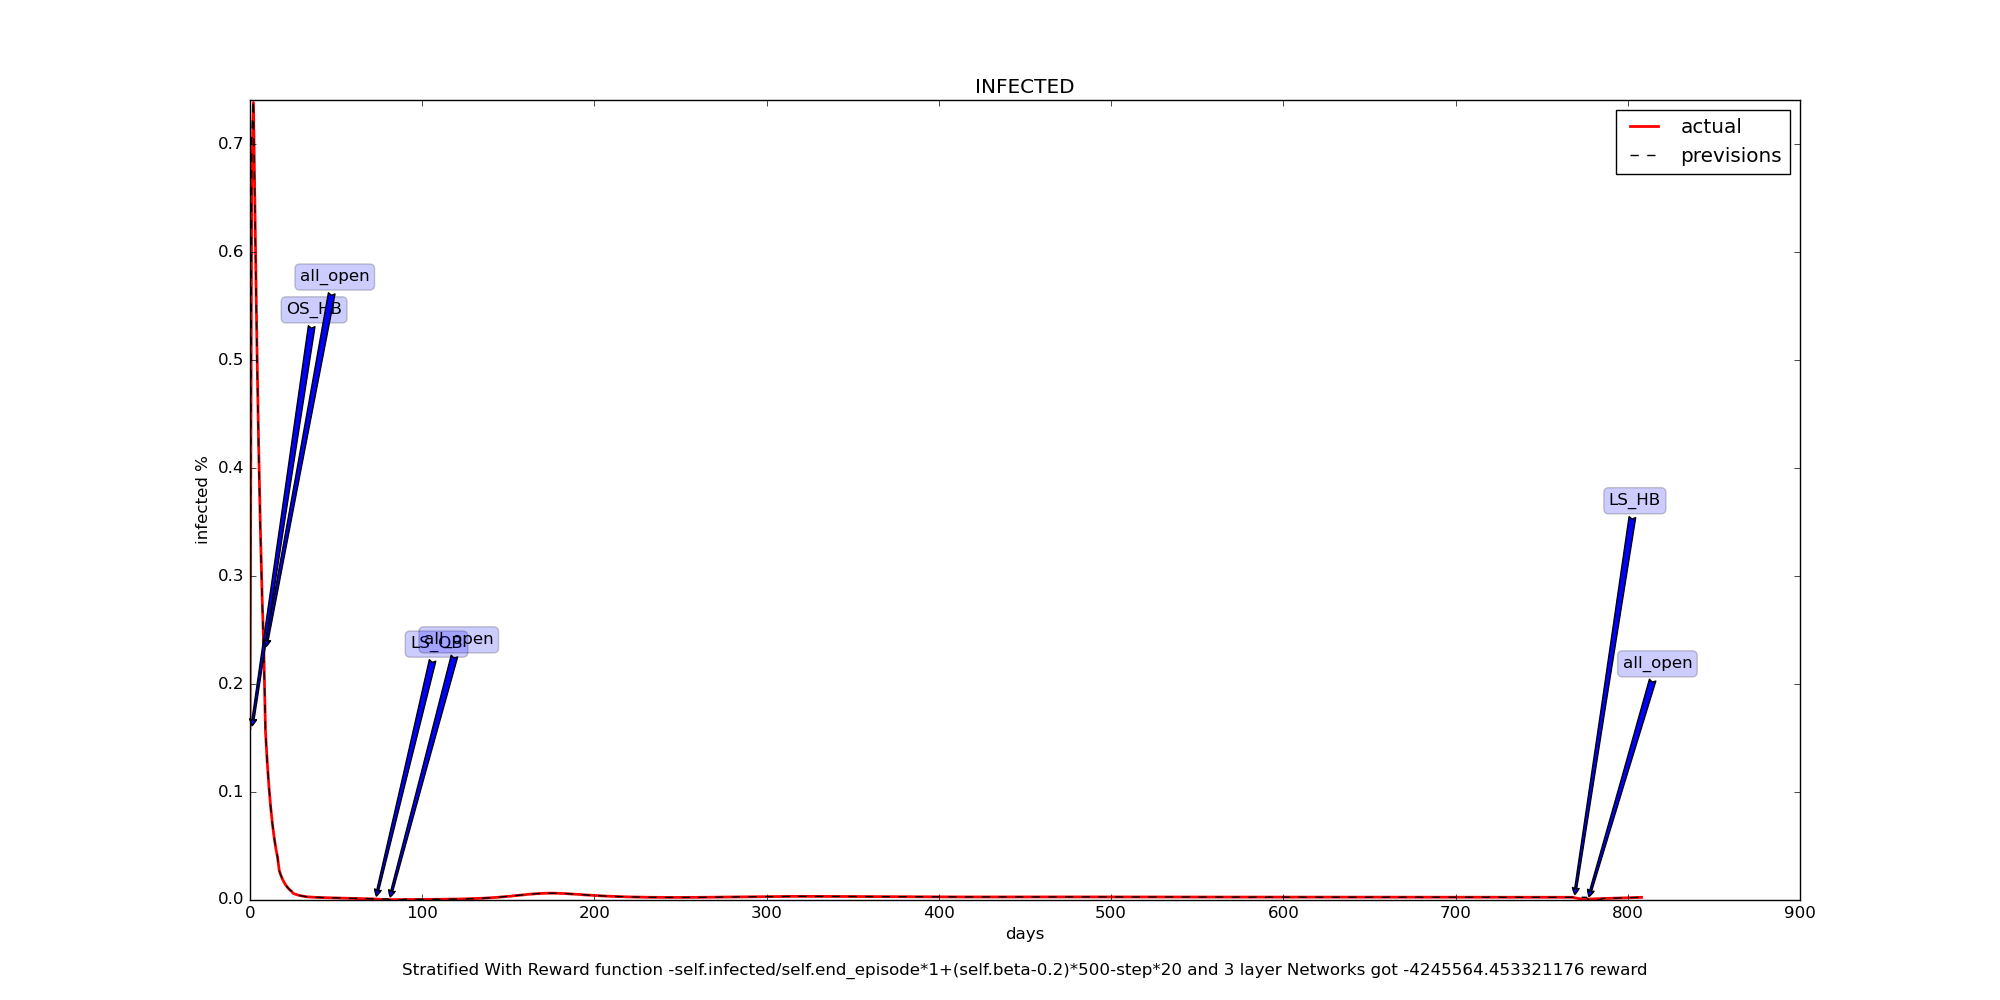 INFECTED
actual
previsions
0.7
0.6
0.5
0.4
0.3
0.2
0.1
0.0
infected %
all_open
OS_HB
LS_OB
all_open
LS_HB
all_open
0 100 200 300 400 500 600 700 800 900
days
Stratified With Reward function -self.infected/self.end_episode*1+(self.beta-0.2)*500-step*20 and 3 layer Networks got -4245564.453321176 reward